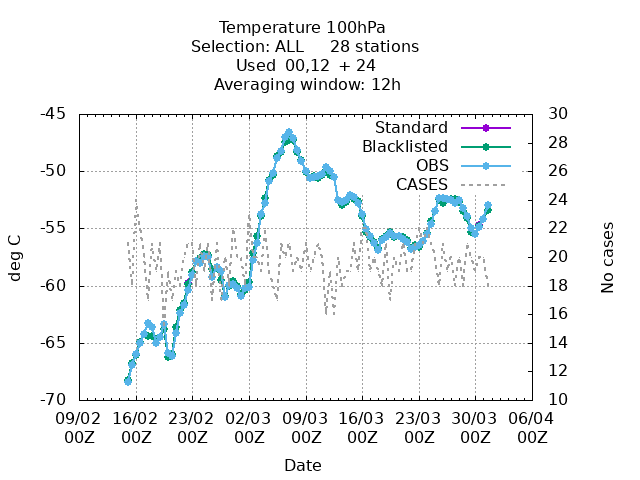 Temperature 100hPa
Selection: ALL 28 stations
Used 00,12 + 24
Averaging window: 12h
-45 30
Standard 28
Blacklisted
-50 OBS 26
CASES 24
-55 22
deg C 20 No cases
-60 18
16
-65 14
12
-70 10
09/02 16/02 23/02 02/03 09/03 16/03 23/03 30/03 06/04
00Z 00Z 00Z 00Z 00Z 00Z 00Z 00Z 00Z
Date